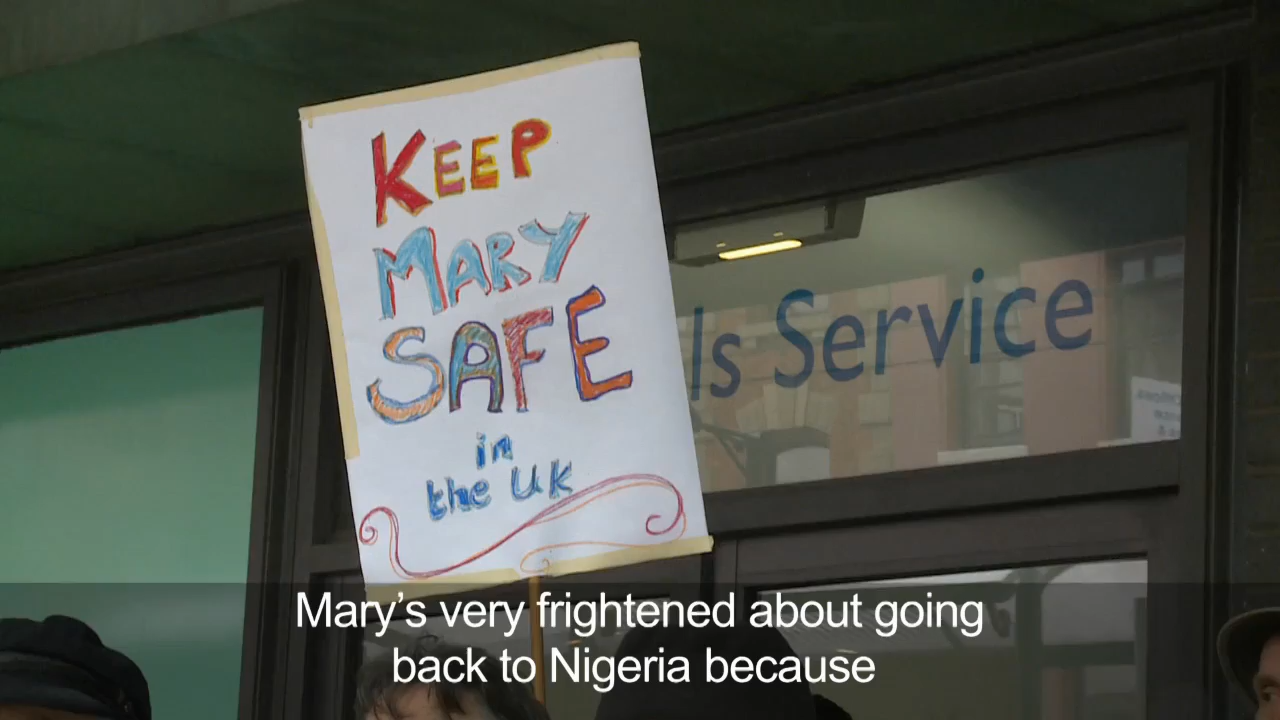 KEEP
MARY
SAFE
in
the UK
ls Service
Mary's very frightened about going
back to Nigeria because